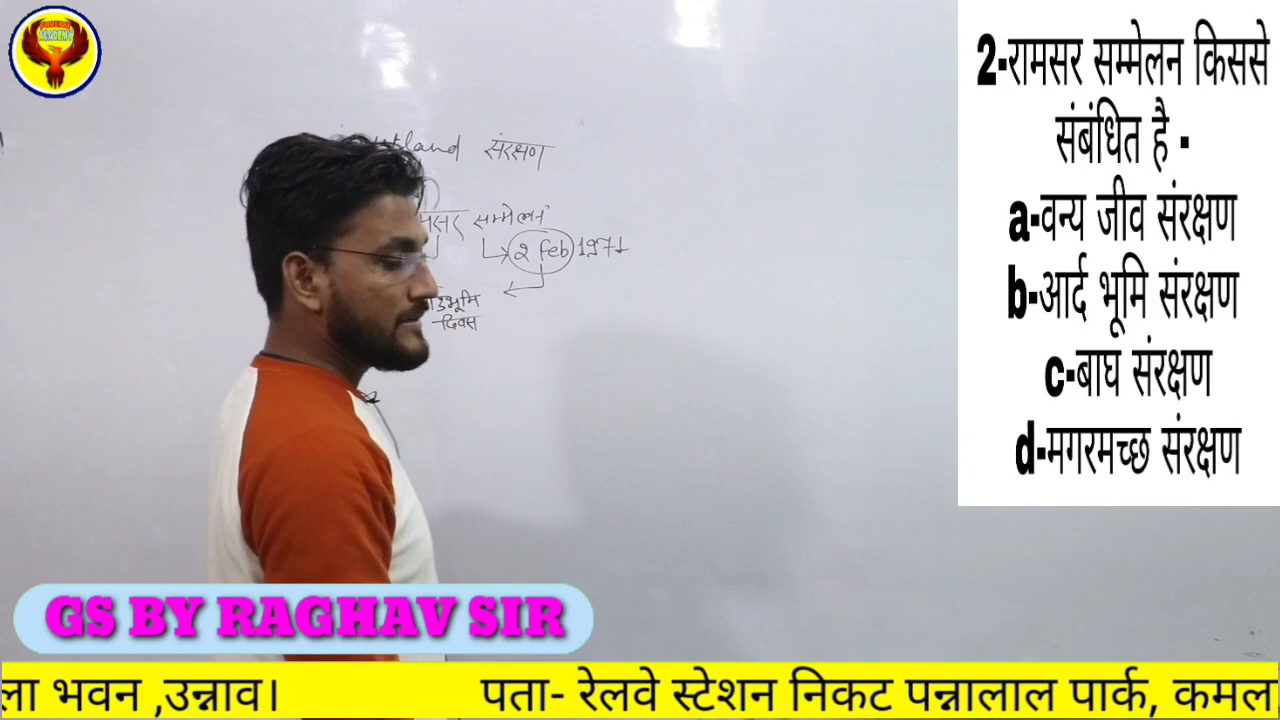 ACADEMY
संरक्षण
सम्मेलन
2 Feb 1971
भूमि
दिवस
2-रामसर सम्मेलन किससे
संबंधित है -
a-वन्य जीव संरक्षण
b-आर्द भूमि संरक्षण
c-बाघ संरक्षण
d-मगरमच्छ संरक्षण
GS BY RAGHAV SIR
ला भवन ,उन्नाव। पता- रेलवे स्टेशन निकट पन्नालाल पार्क, कमल